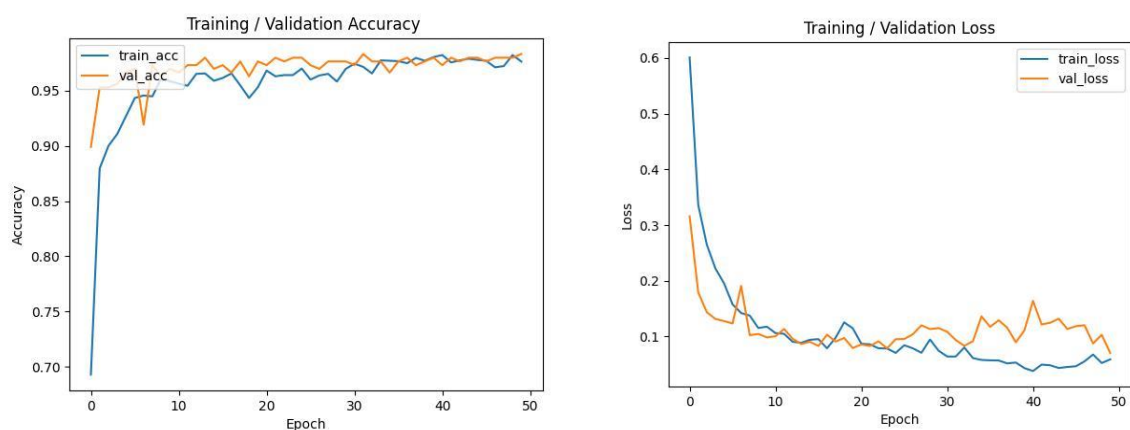 Training / Validation Accuracy
train_acc
val_acc
0.95
0.90
0.85
0.80
0.75
0.70
Accuracy
0 10 20 30 40 50
Epoch
Training / Validation Loss
train_loss
val_loss
0.6
0.5
0.4
0.3
0.2
0.1
Loss
0 10 20 30 40 50
Epoch